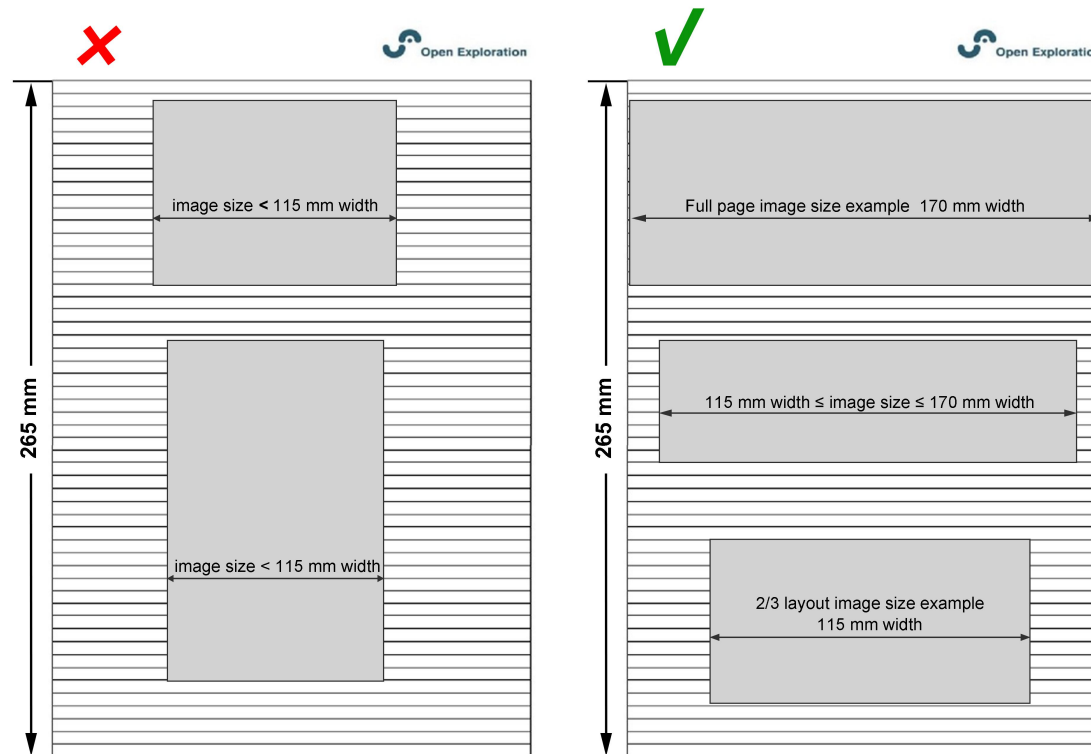 Open Exploration
265 mm
image size < 115 mm width
image size < 115 mm width
Open Exploratio
265 mm
Full page image size example 170 mm width
115 mm width ≤ image size ≤ 170 mm width
2/3 layout image size example
115 mm width